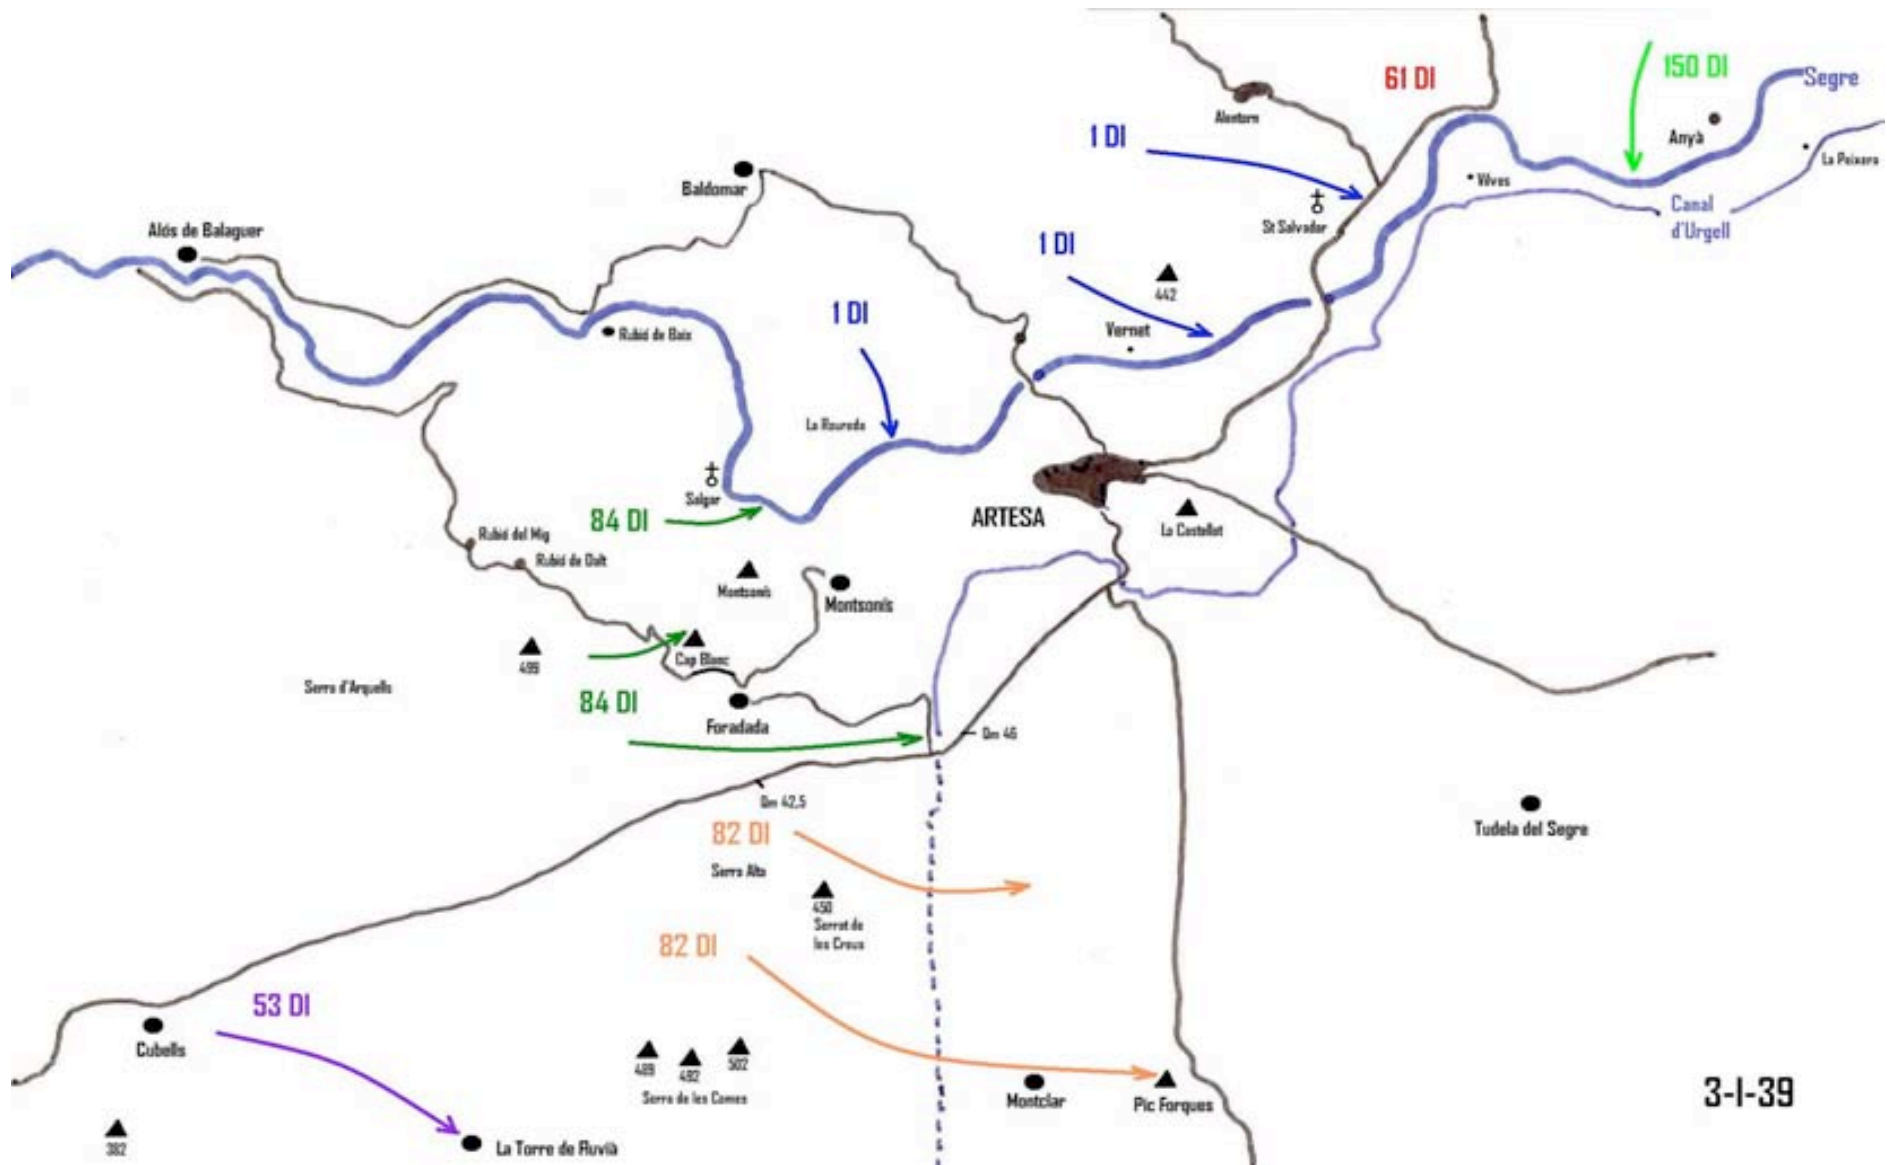 61 DI
150 DI
Segre
Alentorn
1 DI
Anyà
La Peixera
Vives
Baldomar
Canal
d'Urgell
St Salvador
Alós de Balaguer
1 DI
442
1 DI
Vernet
Rubió de Baix
La Roureda
Salgar
84 DI
ARTESA
La Castellot
Rubió del Mig
Rubió de Dalt
Montsonís
Montsonís
499
Cap Blanc
Serra d'Arquells
84 DI
Foradada
Qm 46
Qm 42,5
82 DI
Tudela del Segre
Serra Alta
450
Serrat de
les Creus
82 DI
53 DI
Cubells
489
492
502
Serra de les Comes
Montclar
Pic Forques
3-I-39
382
La Torre de Fluvià